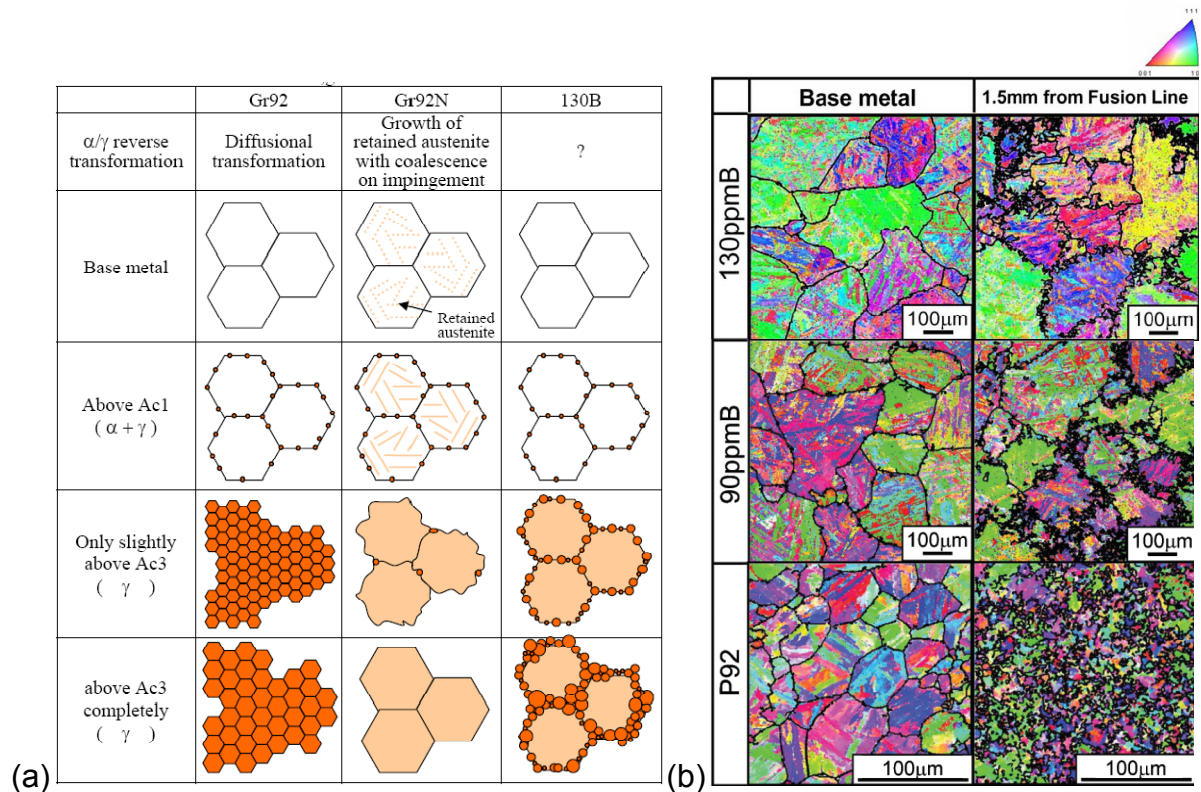 111
001
Gr92
Gr92N
130B
α/γ reverse
transformation
Diffusional
transformation
Growth of
retained austenite
with coalescence
on impingement
?
Base metal
Retained
austenite
Above Ac1
( α + γ )
Only slightly
above Ac3
( γ )
above Ac3
completely
( γ )
(a)
Base metal
1.5mm from Fusion Line
130ppmB
100μm
100μm
90ppmB
100μm
100μm
P92
100μm
100μm
(b)